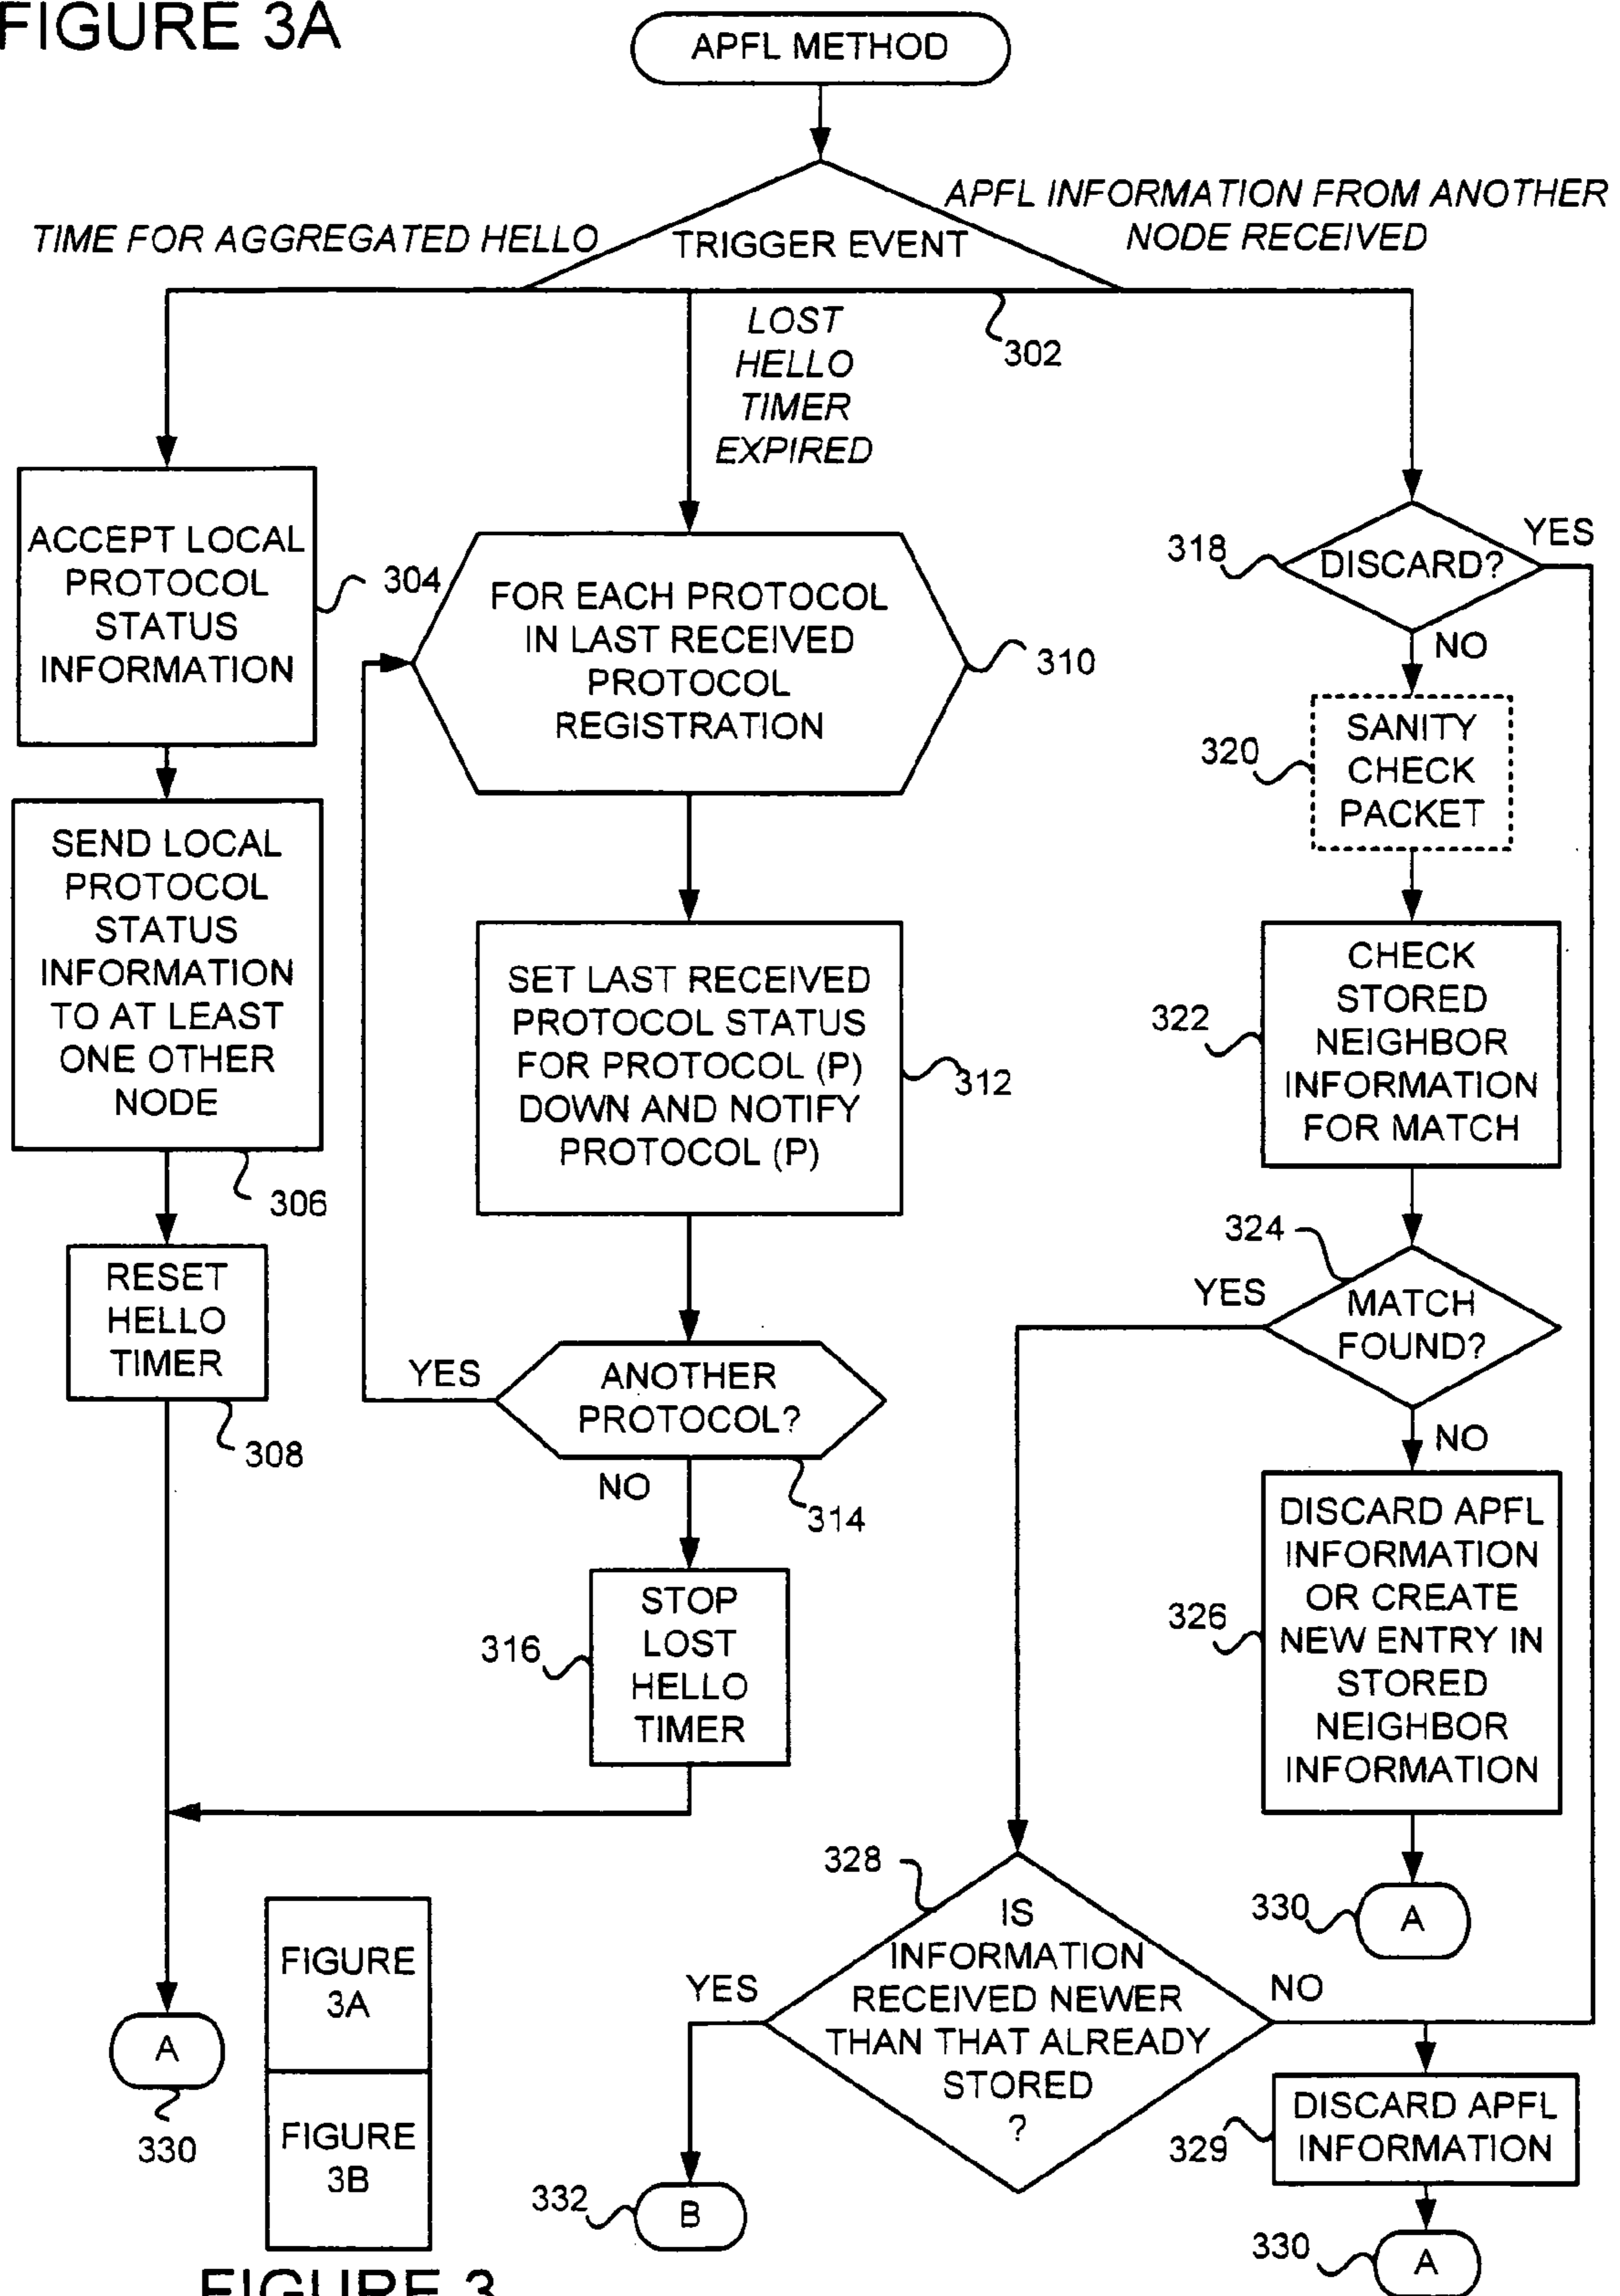 FIGURE 3A
APFL METHOD
TRIGGER EVENT
TIME FOR AGGREGATED HELLO
APFL INFORMATION FROM ANOTHER
NODE RECEIVED
LOST
HELLO
TIMER
EXPIRED
302
ACCEPT LOCAL
PROTOCOL
STATUS
INFORMATION
304
SEND LOCAL
PROTOCOL
STATUS
INFORMATION
TO AT LEAST
ONE OTHER
NODE
306
RESET
HELLO
TIMER
308
FOR EACH PROTOCOL
IN LAST RECEIVED
PROTOCOL
REGISTRATION
310
SET LAST RECEIVED
PROTOCOL STATUS
FOR PROTOCOL (P)
DOWN AND NOTIFY
PROTOCOL (P)
312
YES
ANOTHER
PROTOCOL?
NO
314
STOP
LOST
HELLO
TIMER
316
318
DISCARD?
YES
NO
320
SANITY
CHECK
PACKET
322
CHECK
STORED
NEIGHBOR
INFORMATION
FOR MATCH
324
YES
MATCH
FOUND?
NO
326
DISCARD APFL
INFORMATION
OR CREATE
NEW ENTRY IN
STORED
NEIGHBOR
INFORMATION
330
A
328
IS
INFORMATION
RECEIVED NEWER
THAN THAT ALREADY
STORED
?
YES
NO
332
B
329
DISCARD APFL
INFORMATION
330
A
A
330
FIGURE
3A
FIGURE
3B
FIGURE 3